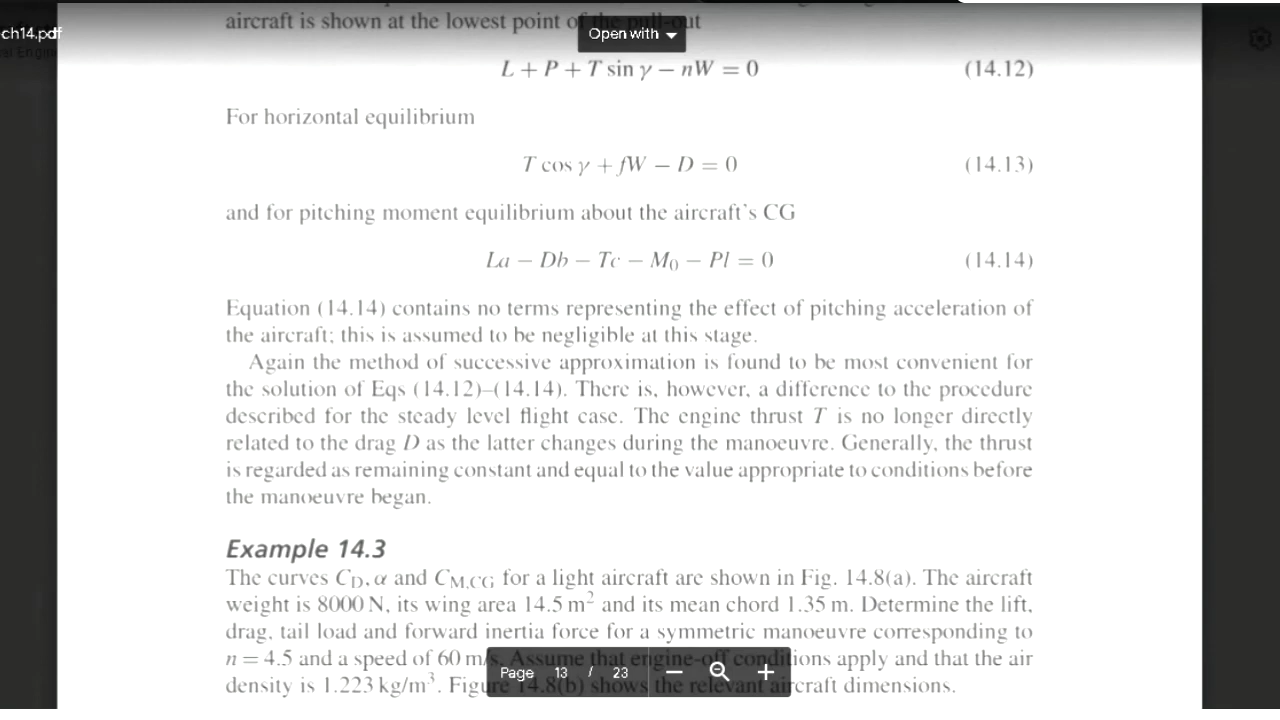 aircraft is shown at the lowest point of the pull-out
ch14.pdf
Open with
L + P + T sin γ − nW = 0 (14.12)
For horizontal equilibrium
T cos γ + fW − D = 0 (14.13)
and for pitching moment equilibrium about the aircraft's CG
La − Db − Tc − M₀ − Pl = 0 (14.14)
Equation (14.14) contains no terms representing the effect of pitching acceleration of
the aircraft; this is assumed to be negligible at this stage.
Again the method of successive approximation is found to be most convenient for
the solution of Eqs (14.12)–(14.14). There is, however, a difference to the procedure
described for the steady level flight case. The engine thrust T is no longer directly
related to the drag D as the latter changes during the manoeuvre. Generally, the thrust
is regarded as remaining constant and equal to the value appropriate to conditions before
the manoeuvre began.
Example 14.3
The curves C_D, α and C_M,CG for a light aircraft are shown in Fig. 14.8(a). The aircraft
weight is 8000 N, its wing area 14.5 m² and its mean chord 1.35 m. Determine the lift,
drag, tail load and forward inertia force for a symmetric manoeuvre corresponding to
n = 4.5 and a speed of 60 m/s. Assume that engine-off conditions apply and that the air
density is 1.223 kg/m³. Figure 14.8(b) shows the relevant aircraft dimensions.
Page 13 / 23